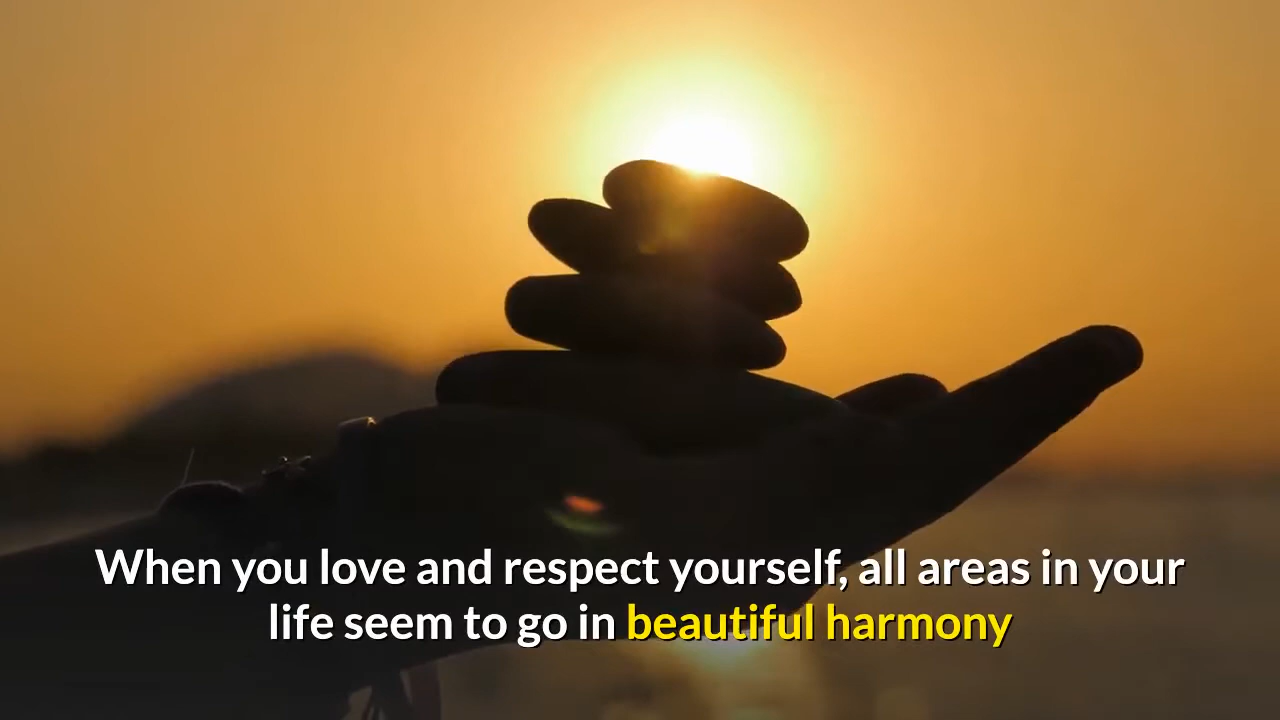 When you love and respect yourself, all areas in your
life seem to go in beautiful harmony